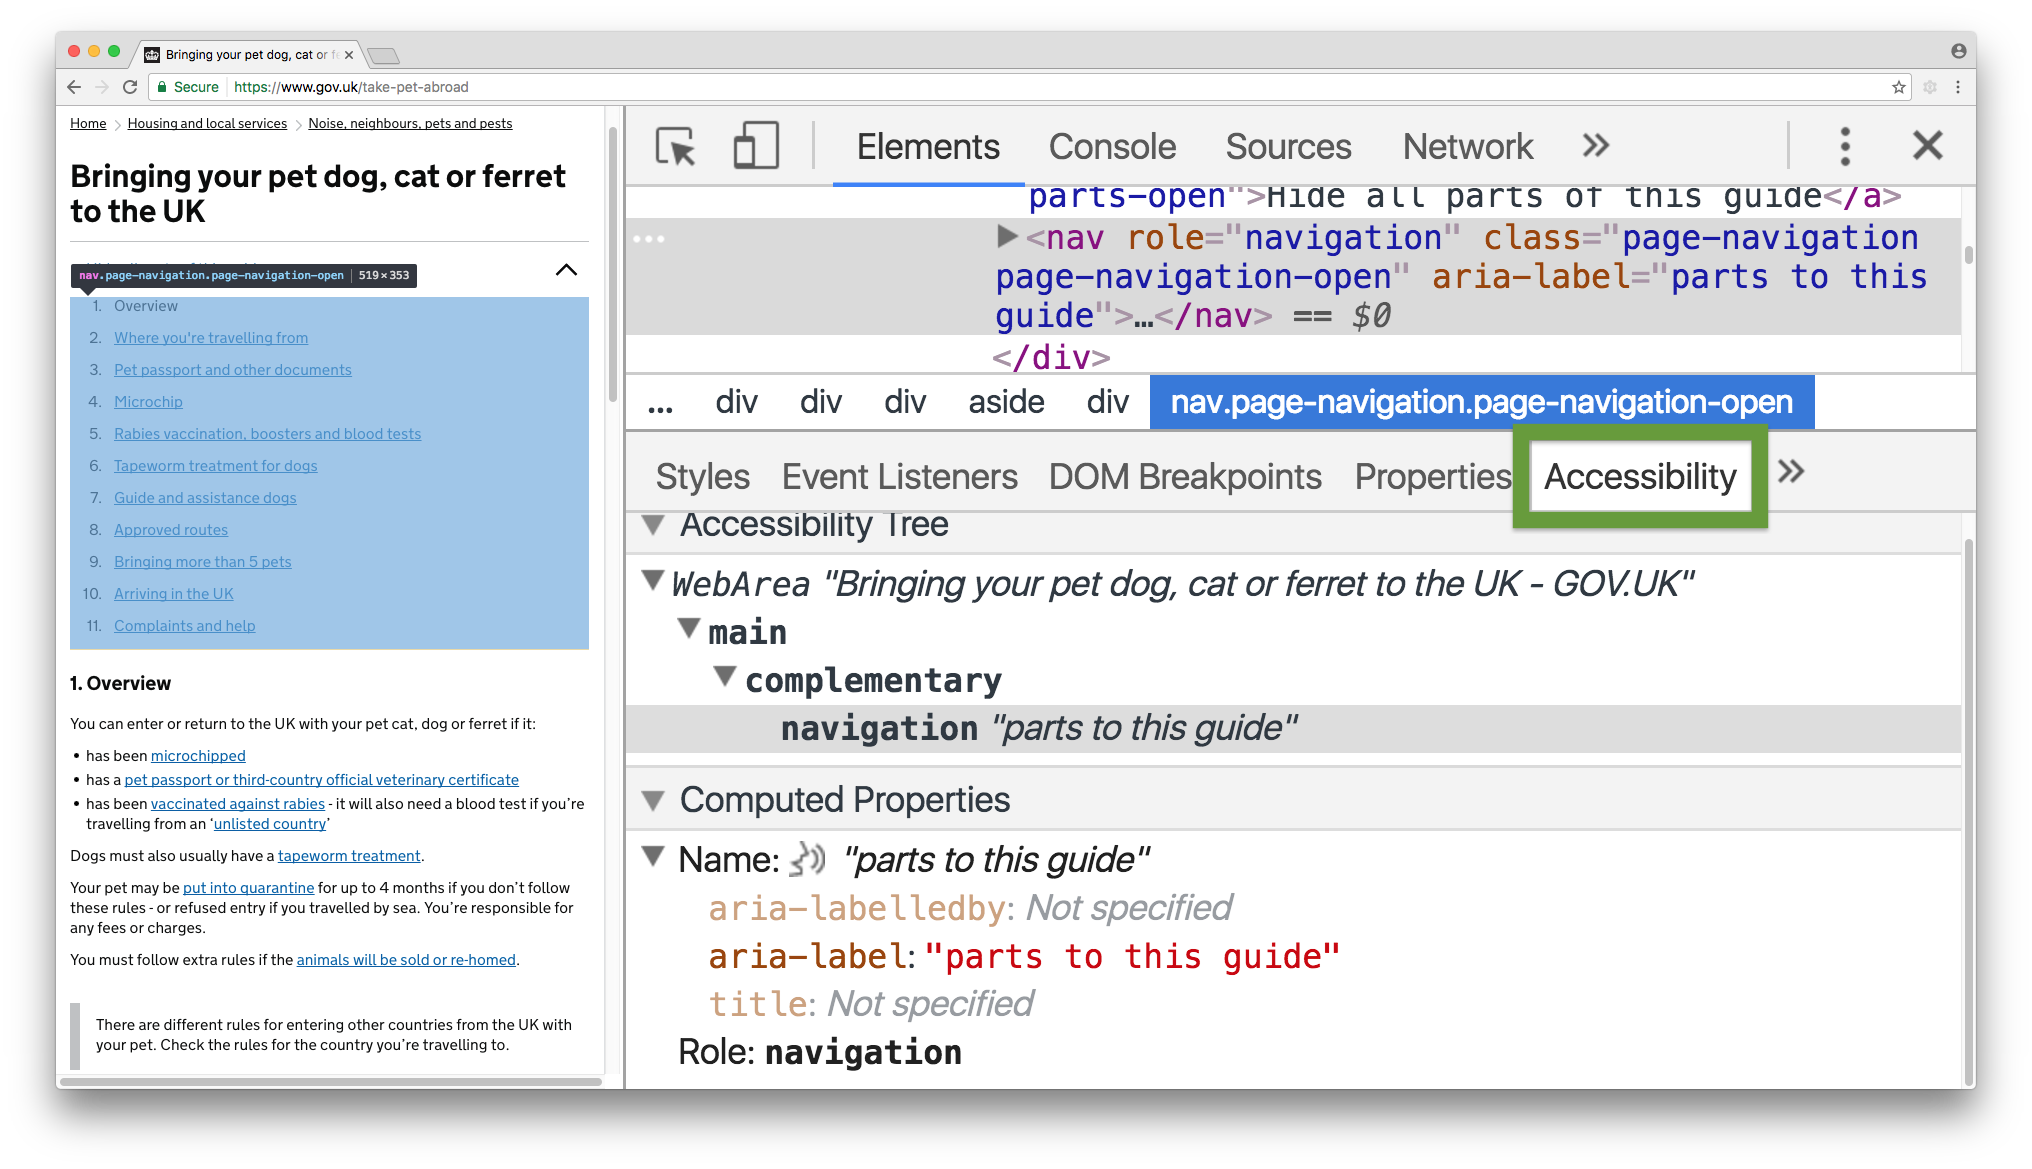 Bringing your pet dog, cat or fe
Secure https://www.gov.uk/take-pet-abroad
Home Housing and local services Noise, neighbours, pets and pests
Bringing your pet dog, cat or ferret
to the UK
nav.page-navigation.page-navigation-open | 519 × 353
1. Overview
2. Where you're travelling from
3. Pet passport and other documents
4. Microchip
5. Rabies vaccination, boosters and blood tests
6. Tapeworm treatment for dogs
7. Guide and assistance dogs
8. Approved routes
9. Bringing more than 5 pets
10. Arriving in the UK
11. Complaints and help
1. Overview
You can enter or return to the UK with your pet cat, dog or ferret if it:
• has been microchipped
• has a pet passport or third-country official veterinary certificate
• has been vaccinated against rabies - it will also need a blood test if you’re
travelling from an ‘unlisted country’
Dogs must also usually have a tapeworm treatment.
Your pet may be put into quarantine for up to 4 months if you don’t follow
these rules - or refused entry if you travelled by sea. You’re responsible for
any fees or charges.
You must follow extra rules if the animals will be sold or re-homed.
There are different rules for entering other countries from the UK with
your pet. Check the rules for the country you’re travelling to.
Elements Console Sources Network »
parts-open">Hide all parts of this guide</a>
... <nav role="navigation" class="page-navigation
page-navigation-open" aria-label="parts to this
guide">…</nav> == $0
</div>
... div div div aside div nav.page-navigation.page-navigation-open
Styles Event Listeners DOM Breakpoints Properties Accessibility »
Accessibility Tree
WebArea "Bringing your pet dog, cat or ferret to the UK - GOV.UK"
main
complementary
navigation "parts to this guide"
Computed Properties
Name: "parts to this guide"
aria-labelledby: Not specified
aria-label: "parts to this guide"
title: Not specified
Role: navigation